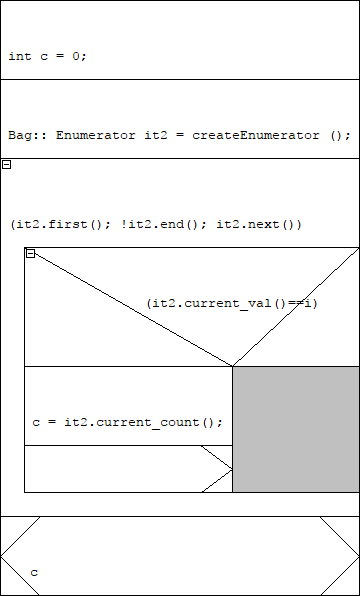 int c = 0;
Bag:: Enumerator it2 = createEnumerator ();
(it2.first(); !it2.end(); it2.next())
(it2.current_val()==i)
c = it2.current_count();
c